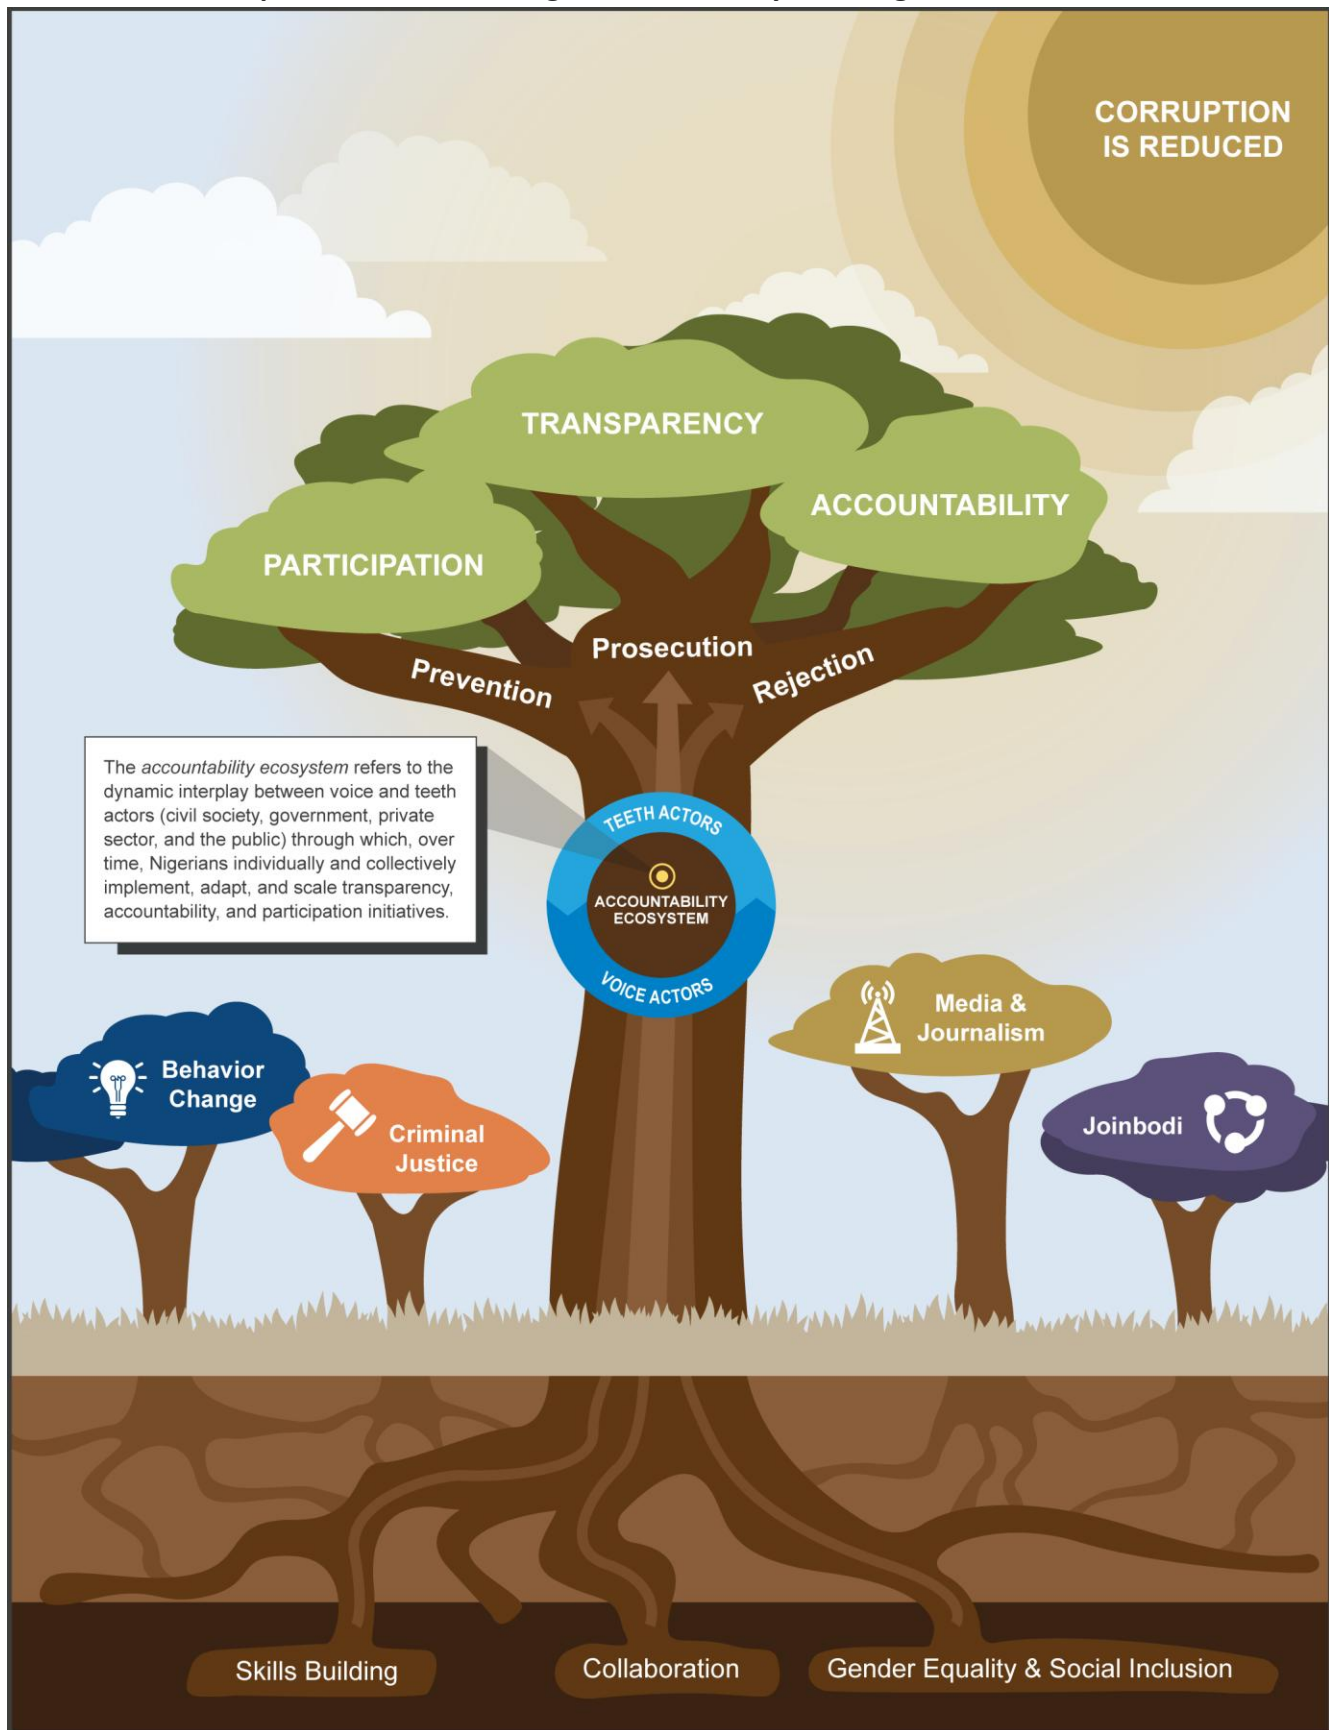 CORRUPTION
IS REDUCED
TRANSPARENCY
ACCOUNTABILITY
PARTICIPATION
Prosecution
Prevention
Rejection
The accountability ecosystem refers to the
dynamic interplay between voice and teeth
actors (civil society, government, private
sector, and the public) through which, over
time, Nigerians individually and collectively
implement, adapt, and scale transparency,
accountability, and participation initiatives.
TEETH ACTORS
ACCOUNTABILITY
ECOSYSTEM
VOICE ACTORS
Behavior
Change
Criminal
Justice
Media &
Journalism
Joinbodi
Skills Building
Collaboration
Gender Equality & Social Inclusion